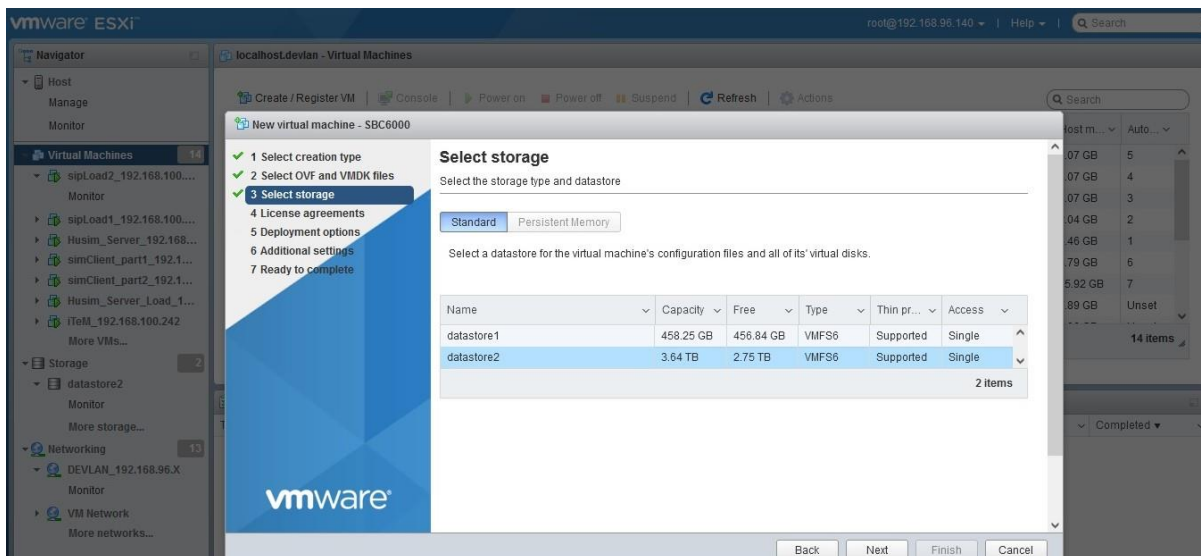 vmware ESXi
root@192.168.96.140 | Help | Search
Navigator
localhost.devlan - Virtual Machines
Host
Manage
Monitor
Create / Register VM | Console | Power on Power off Suspend | Refresh | Actions
Search
Virtual Machines 14
sipLoad2_192.168.100....
Monitor
sipLoad1_192.168.100....
Husim_Server_192.168...
simClient_part1_192.1...
simClient_part2_192.1...
Husim_Server_Load_1...
iTeM_192.168.100.242
More VMs...
Storage 2
datastore2
Monitor
More storage...
Networking 13
DEVLAN_192.168.96.X
Monitor
VM Network
More networks...
New virtual machine - SBC6000
1 Select creation type
2 Select OVF and VMDK files
3 Select storage
4 License agreements
5 Deployment options
6 Additional settings
7 Ready to complete
vmware
Select storage
Select the storage type and datastore
Standard Persistent Memory
Select a datastore for the virtual machine's configuration files and all of its' virtual disks.
Name Capacity Free Type Thin pr... Access
datastore1 458.25 GB 456.84 GB VMFS6 Supported Single
datastore2 3.64 TB 2.75 TB VMFS6 Supported Single
2 items
Back Next Finish Cancel
Host m... Auto...
.07 GB 5
.07 GB 4
.07 GB 3
.04 GB 2
.46 GB 1
.79 GB 6
5.92 GB 7
.89 GB Unset
14 items
Completed